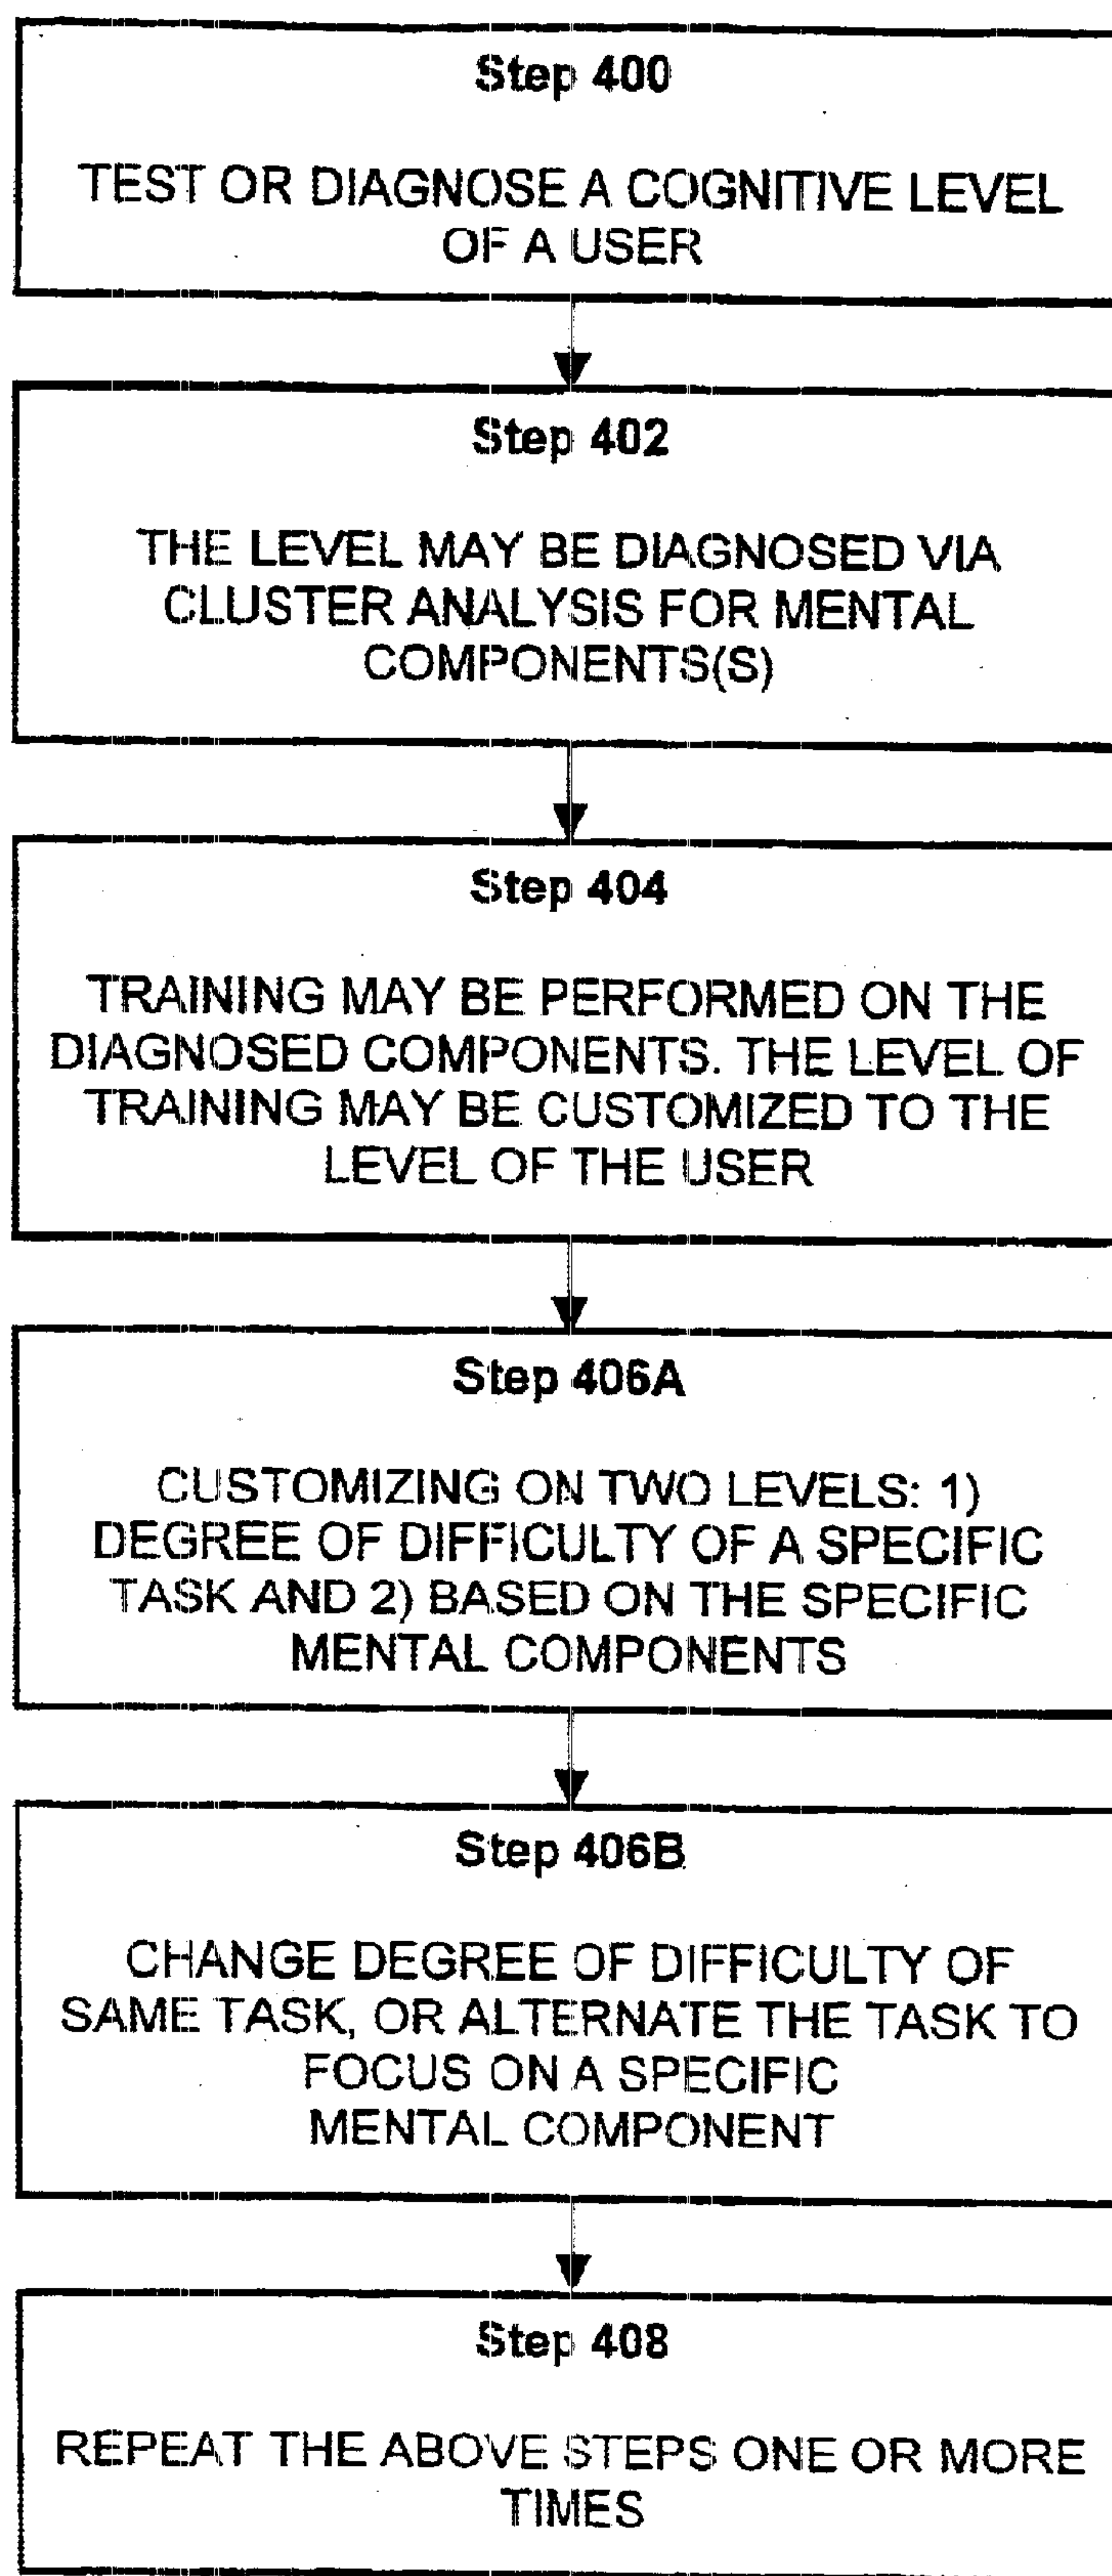 Step 400
TEST OR DIAGNOSE A COGNITIVE LEVEL
OF A USER
Step 402
THE LEVEL MAY BE DIAGNOSED VIA
CLUSTER ANALYSIS FOR MENTAL
COMPONENTS(S)
Step 404
TRAINING MAY BE PERFORMED ON THE
DIAGNOSED COMPONENTS. THE LEVEL OF
TRAINING MAY BE CUSTOMIZED TO THE
LEVEL OF THE USER
Step 406A
CUSTOMIZING ON TWO LEVELS: 1)
DEGREE OF DIFFICULTY OF A SPECIFIC
TASK AND 2) BASED ON THE SPECIFIC
MENTAL COMPONENTS
Step 406B
CHANGE DEGREE OF DIFFICULTY OF
SAME TASK, OR ALTERNATE THE TASK TO
FOCUS ON A SPECIFIC
MENTAL COMPONENT
Step 408
REPEAT THE ABOVE STEPS ONE OR MORE
TIMES